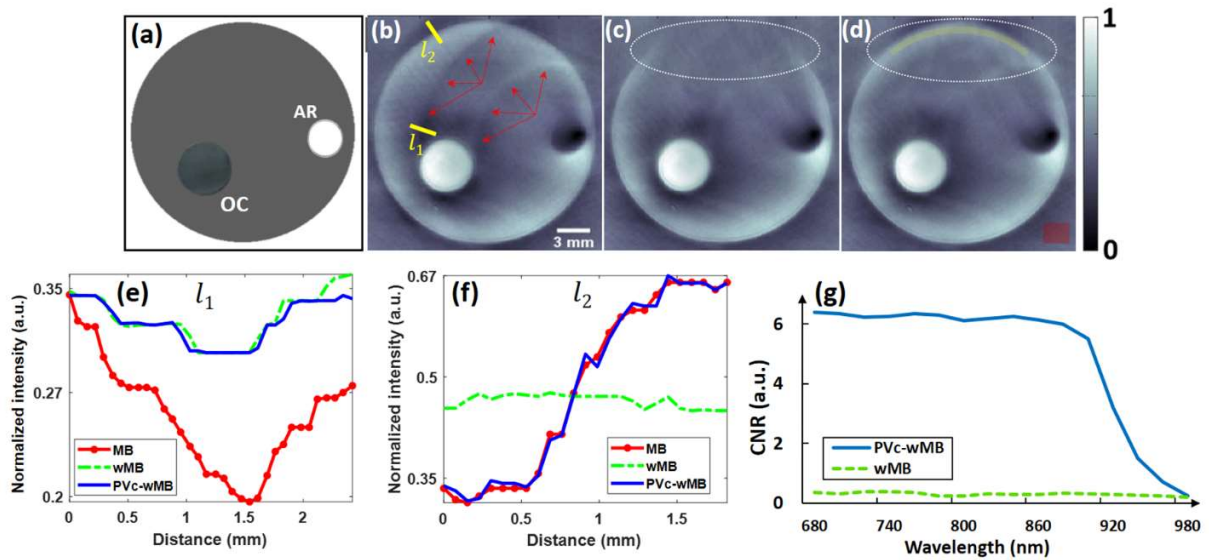 (a)
AR
OC
(b)
l₂
l₁
3 mm
(c)
(d)
1
0
(e)
l₁
Normalized intensity (a.u.)
0.35
0.27
0.2
MB
wMB
PVc-wMB
0 0.5 1 1.5 2
Distance (mm)
(f)
l₂
Normalized intensity (a.u.)
0.67
0.5
0.35
MB
wMB
PVc-wMB
0 0.5 1 1.5
Distance (mm)
(g)
CNR (a.u.)
6
4
2
0
PVc-wMB
wMB
680 740 800 860 920 980
Wavelength (nm)